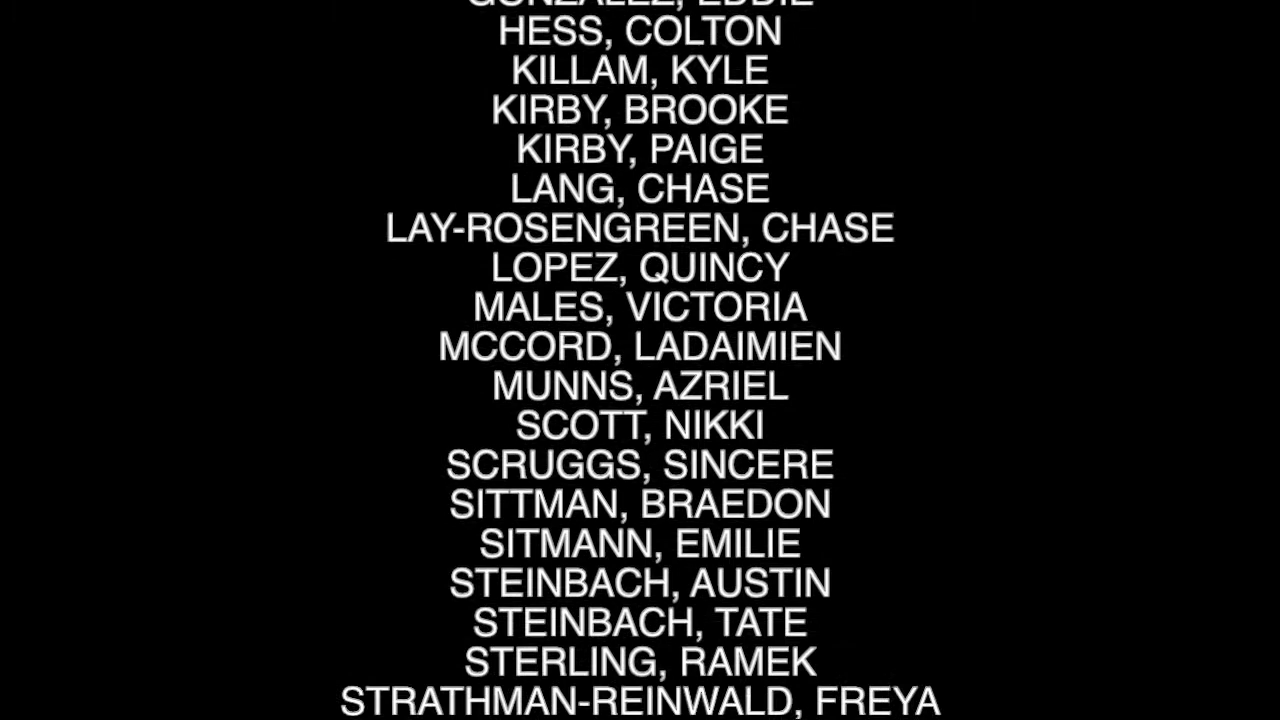 GONZALEZ, EDDIE
HESS, COLTON
KILLAM, KYLE
KIRBY, BROOKE
KIRBY, PAIGE
LANG, CHASE
LAY-ROSENGREEN, CHASE
LOPEZ, QUINCY
MALES, VICTORIA
MCCORD, LADAIMIEN
MUNNS, AZRIEL
SCOTT, NIKKI
SCRUGGS, SINCERE
SITTMAN, BRAEDON
SITMANN, EMILIE
STEINBACH, AUSTIN
STEINBACH, TATE
STERLING, RAMEK
STRATHMAN-REINWALD, FREYA